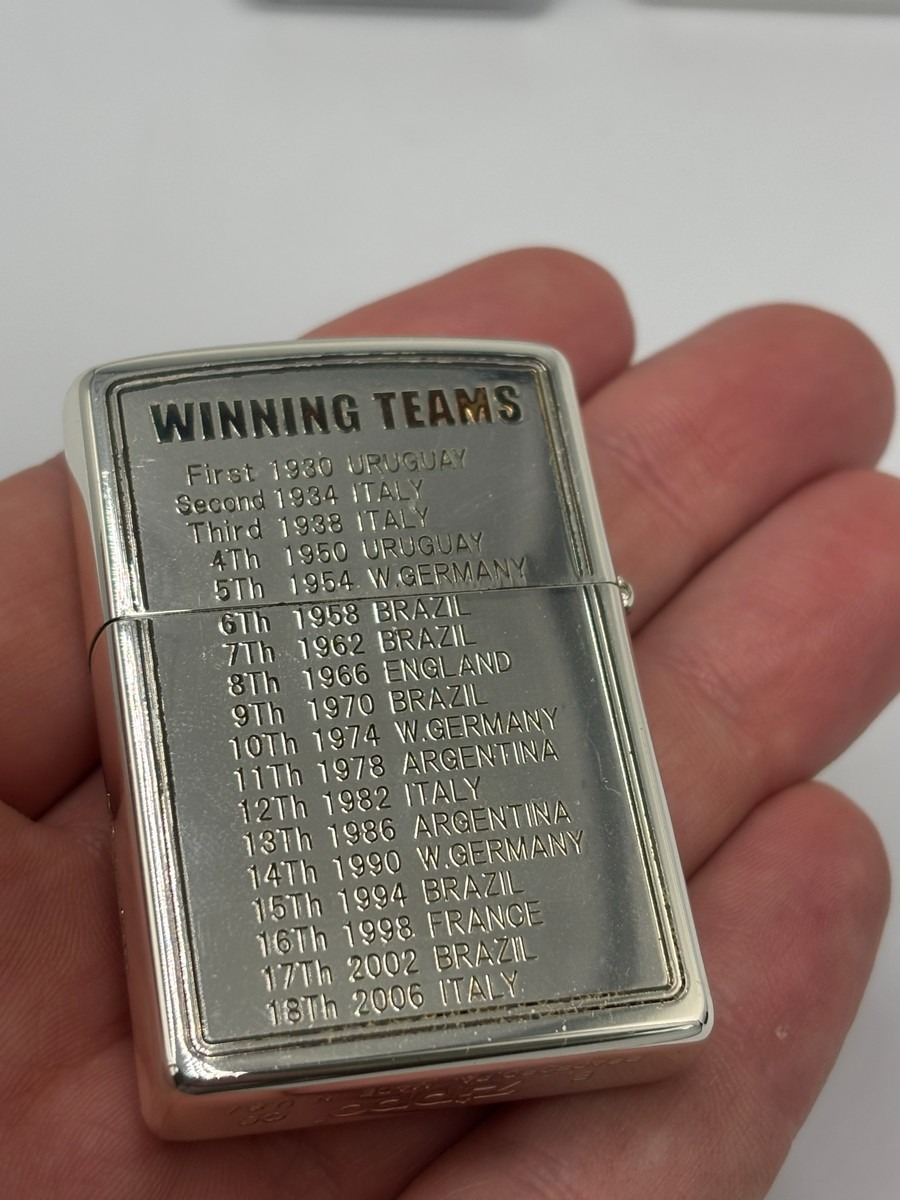 WINNING TEAMS
First 1930 URUGUAY
Second 1934 ITALY
Third 1938 ITALY
4Th 1950 URUGUAY
5Th 1954 W.GERMANY
6Th 1958 BRAZIL
7Th 1962 BRAZIL
8Th 1966 ENGLAND
9Th 1970 BRAZIL
10Th 1974 W.GERMANY
11Th 1978 ARGENTINA
12Th 1982 ITALY
13Th 1986 ARGENTINA
14Th 1990 W.GERMANY
15Th 1994 BRAZIL
16Th 1998 FRANCE
17Th 2002 BRAZIL
18Th 2006 ITALY